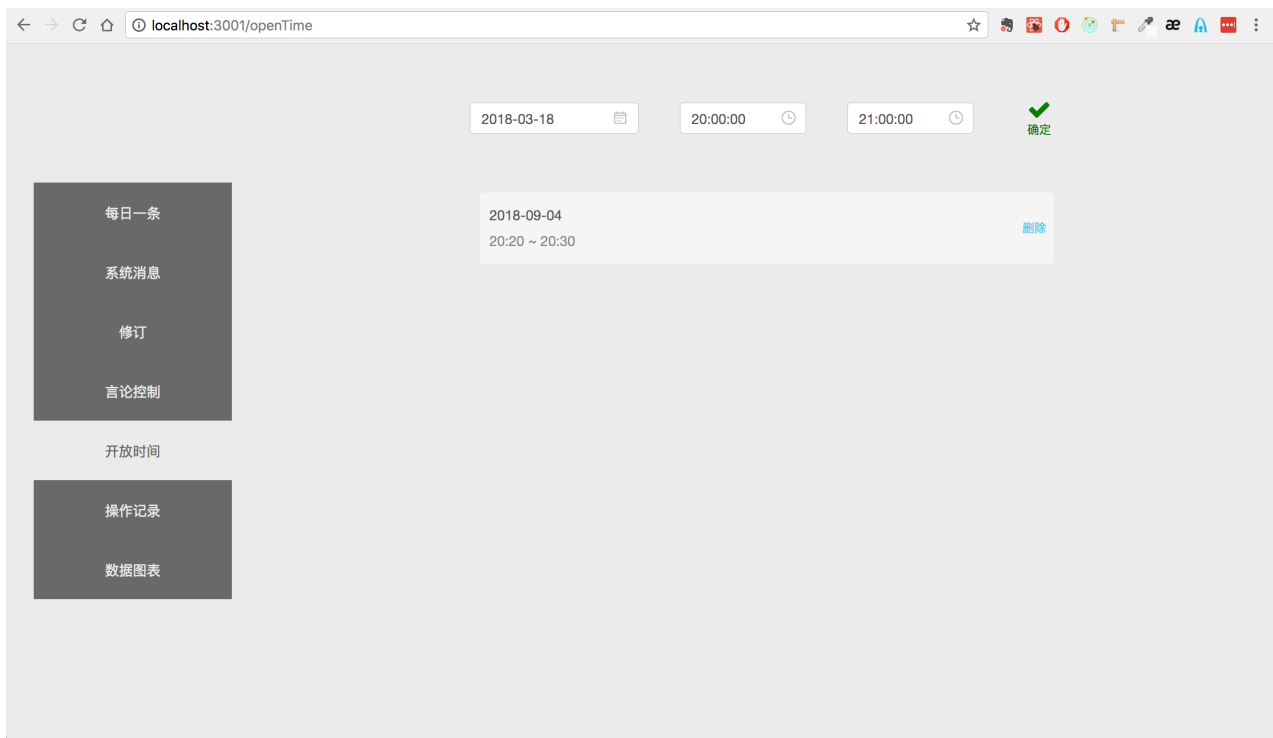 localhost:3001/openTime
2018-03-18
20:00:00
21:00:00
确定
每日一条
系统消息
修订
言论控制
开放时间
操作记录
数据图表
2018-09-04
20:20 ~ 20:30
删除